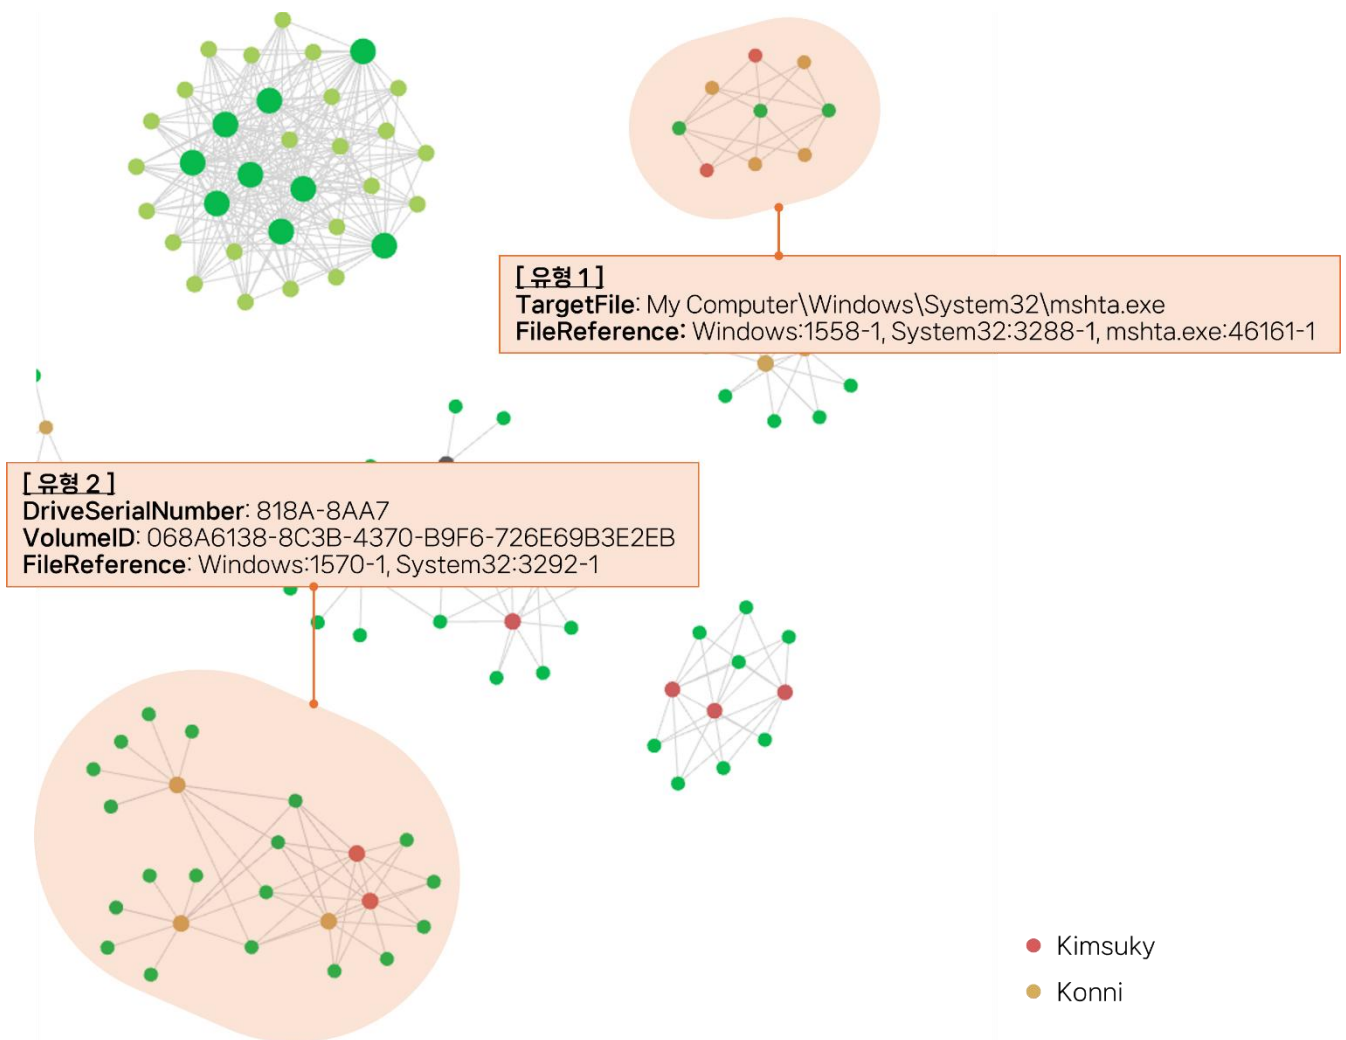 [ 유형 1 ]
TargetFile: My Computer\Windows\System32\mshta.exe
FileReference: Windows:1558-1, System32:3288-1, mshta.exe:46161-1
[ 유형 2 ]
DriveSerialNumber: 818A-8AA7
VolumeID: 068A6138-8C3B-4370-B9F6-726E69B3E2EB
FileReference: Windows:1570-1, System32:3292-1
Kimsuky
Konni